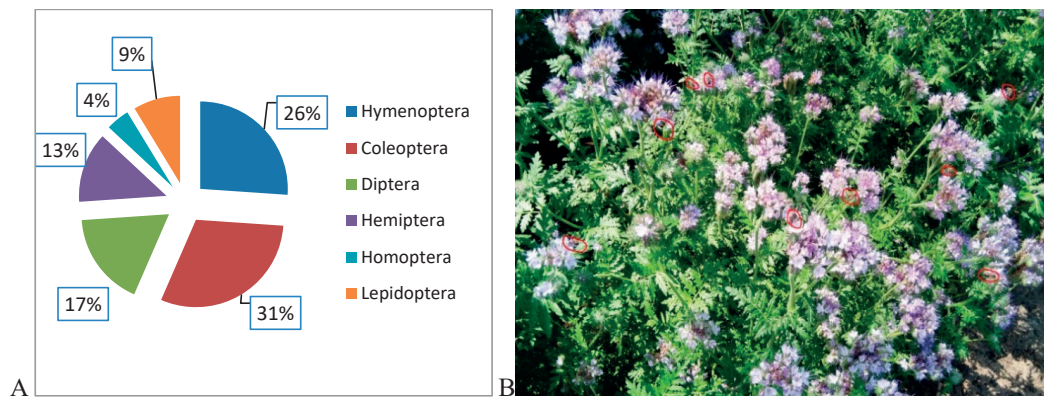 9%
26%
4%
13%
17%
31%
Hymenoptera
Coleoptera
Diptera
Hemiptera
Homoptera
Lepidoptera
A
B